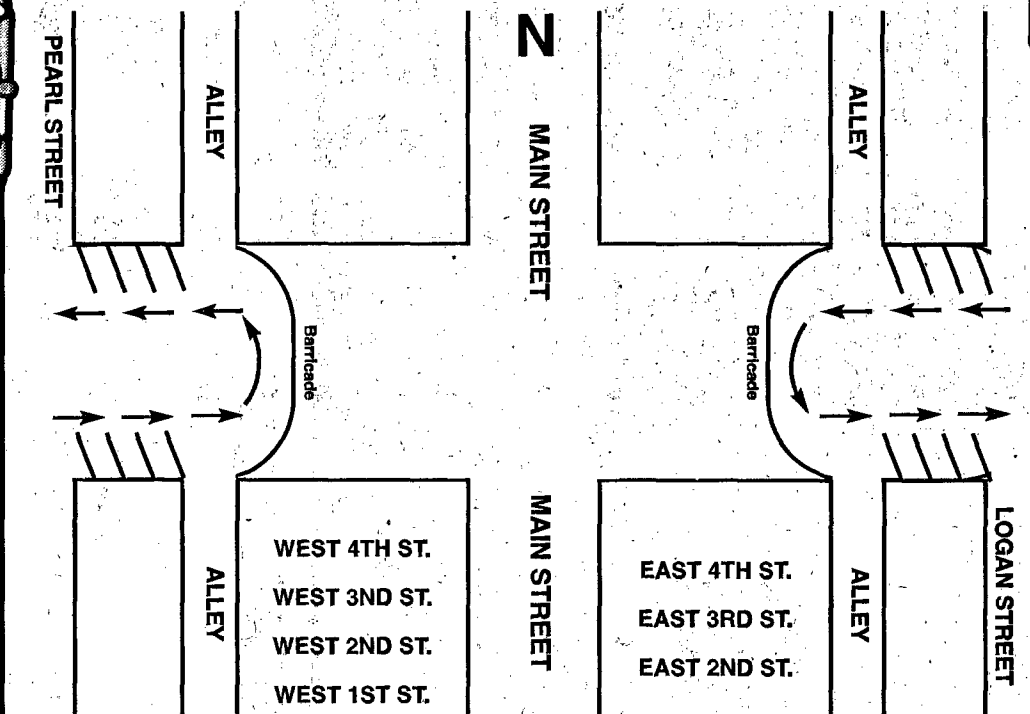 N
PEARL STREET
ALLEY
MAIN STREET
ALLEY
Barricade
Barricade
MAIN STREET
LOGAN STREET
WEST 4TH ST.
WEST 3ND ST.
WEST 2ND ST.
WEST 1ST ST.
EAST 4TH ST.
EAST 3RD ST.
EAST 2ND ST.
ALLEY
ALLEY